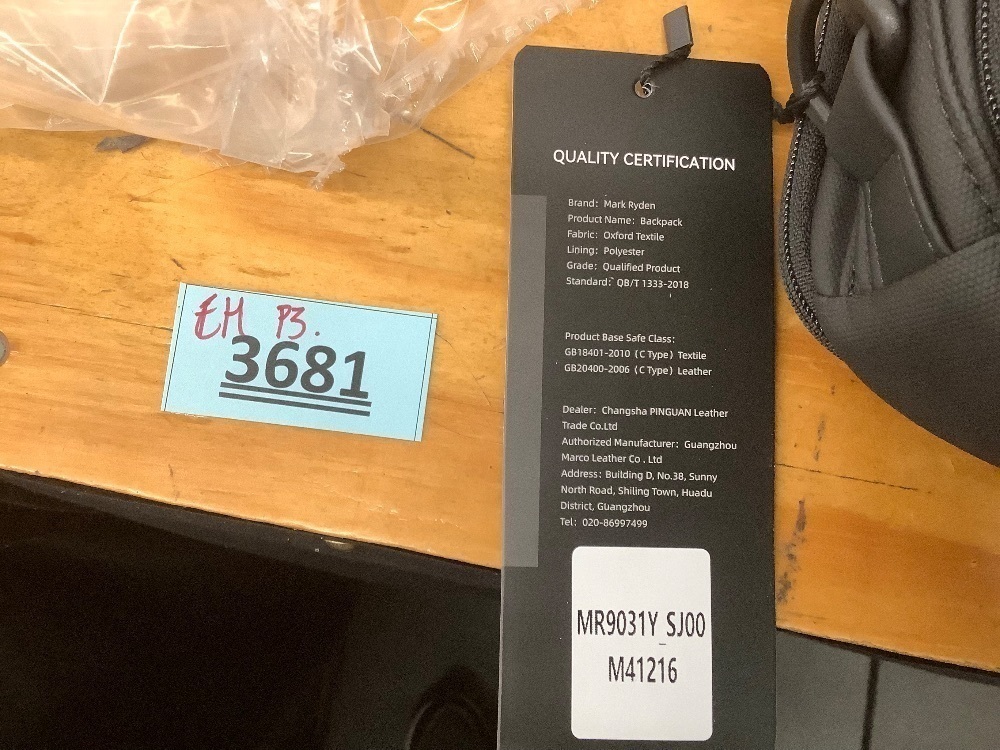 EH P3.
3681
QUALITY CERTIFICATION
Brand: Mark Ryden
Product Name: Backpack
Fabric: Oxford Textile
Lining: Polyester
Grade: Qualified Product
Standard: QB/T 1333-2018
Product Base Safe Class:
GB18401-2010 (C Type) Textile
GB20400-2006 (C Type) Leather
Dealer: Changsha PINGUAN Leather
Trade Co.Ltd
Authorized Manufacturer: Guangzhou
Marco Leather Co . Ltd
Address: Building D, No.38, Sunny
North Road, Shiling Town, Huadu
District, Guangzhou
Tel: 020-86997499
MR9031Y_SJ00
M41216